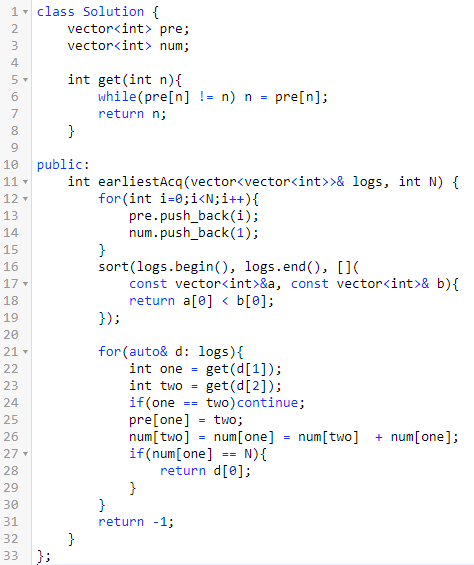 1 class Solution {
2     vector<int> pre;
3     vector<int> num;
4
5     int get(int n){
6         while(pre[n] != n) n = pre[n];
7         return n;
8     }
9
10 public:
11     int earliestAcq(vector<vector<int>>& logs, int N) {
12         for(int i=0;i<N;i++){
13             pre.push_back(i);
14             num.push_back(1);
15         }
16         sort(logs.begin(), logs.end(), [](
17             const vector<int>&a, const vector<int>& b){
18             return a[0] < b[0];
19         });
20
21         for(auto& d: logs){
22             int one = get(d[1]);
23             int two = get(d[2]);
24             if(one == two)continue;
25             pre[one] = two;
26             num[two] = num[one] = num[two]  + num[one];
27             if(num[one] == N){
28                 return d[0];
29             }
30         }
31         return -1;
32     }
33 };